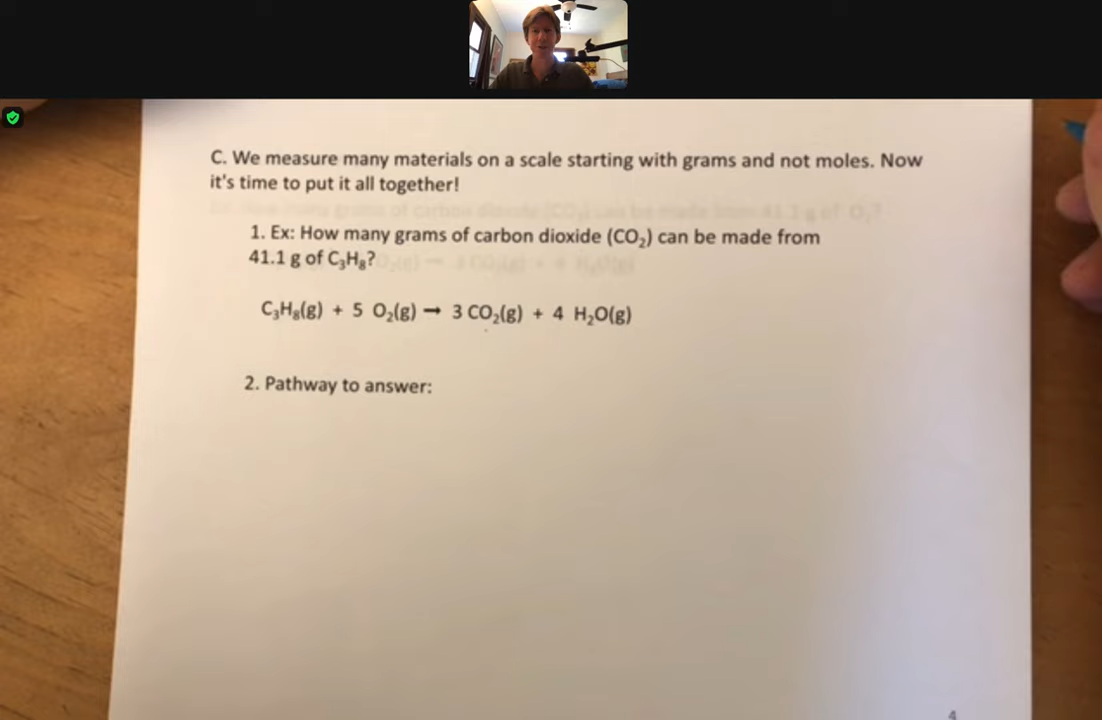 C. We measure many materials on a scale starting with grams and not moles. Now
it's time to put it all together!
1. Ex: How many grams of carbon dioxide (CO₂) can be made from
41.1 g of C₃H₈?
C₃H₈(g) + 5 O₂(g) → 3 CO₂(g) + 4 H₂O(g)
2. Pathway to answer:
4